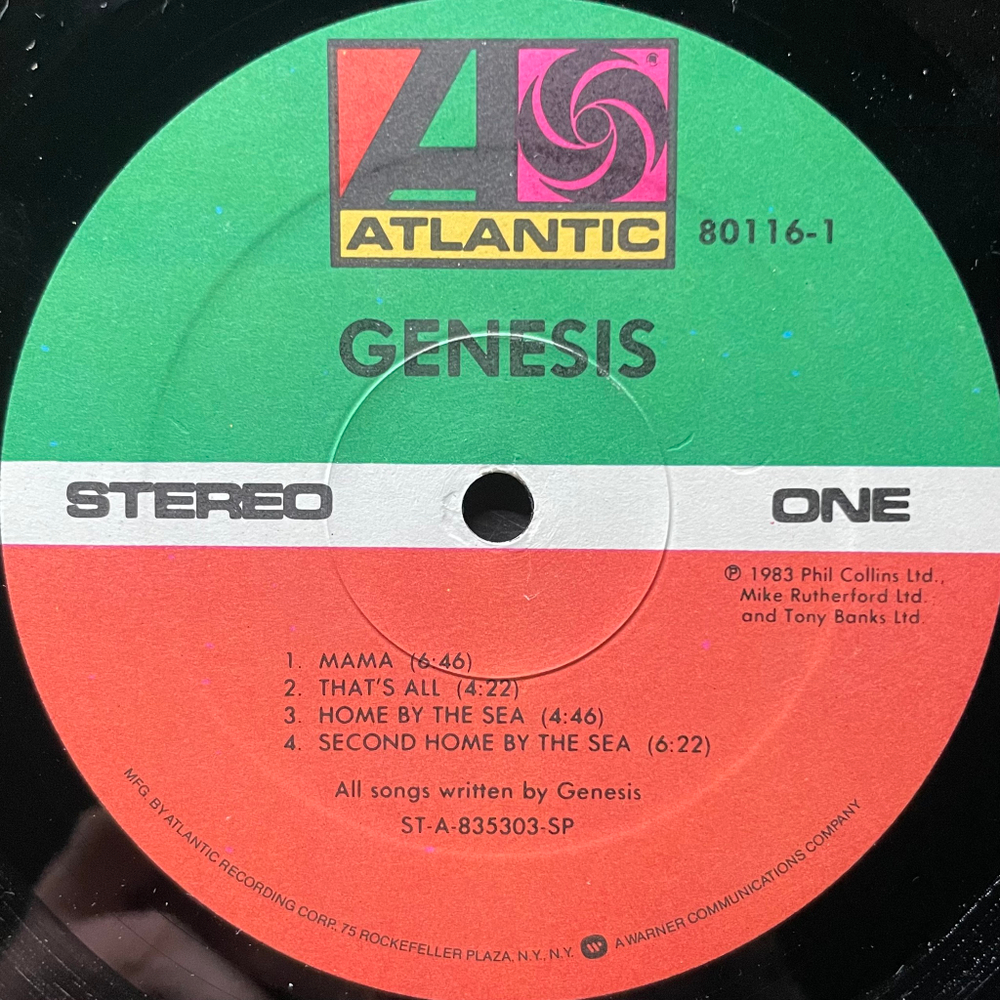 ATLANTIC
80116-1
GENESIS
STEREO
ONE
℗ 1983 Phil Collins Ltd.,
Mike Rutherford Ltd.
and Tony Banks Ltd.
1. MAMA (6:46)
2. THAT'S ALL (4:22)
3. HOME BY THE SEA (4:46)
4. SECOND HOME BY THE SEA (6:22)
All songs written by Genesis
ST-A-835303-SP
MFG. BY ATLANTIC RECORDING CORP., 75 ROCKEFELLER PLAZA, N.Y., N.Y. A WARNER COMMUNICATIONS COMPANY